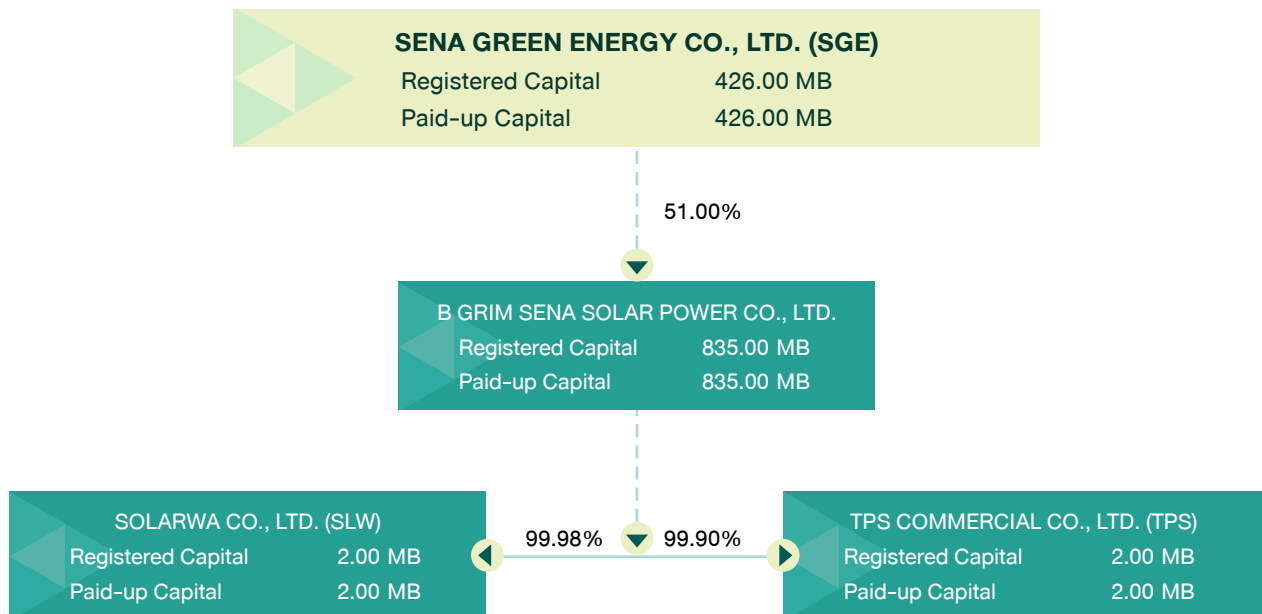 SENA GREEN ENERGY CO., LTD. (SGE)
Registered Capital 426.00 MB
Paid-up Capital 426.00 MB
51.00%
B GRIM SENA SOLAR POWER CO., LTD.
Registered Capital 835.00 MB
Paid-up Capital 835.00 MB
99.98% 99.90%
SOLARWA CO., LTD. (SLW)
Registered Capital 2.00 MB
Paid-up Capital 2.00 MB
TPS COMMERCIAL CO., LTD. (TPS)
Registered Capital 2.00 MB
Paid-up Capital 2.00 MB